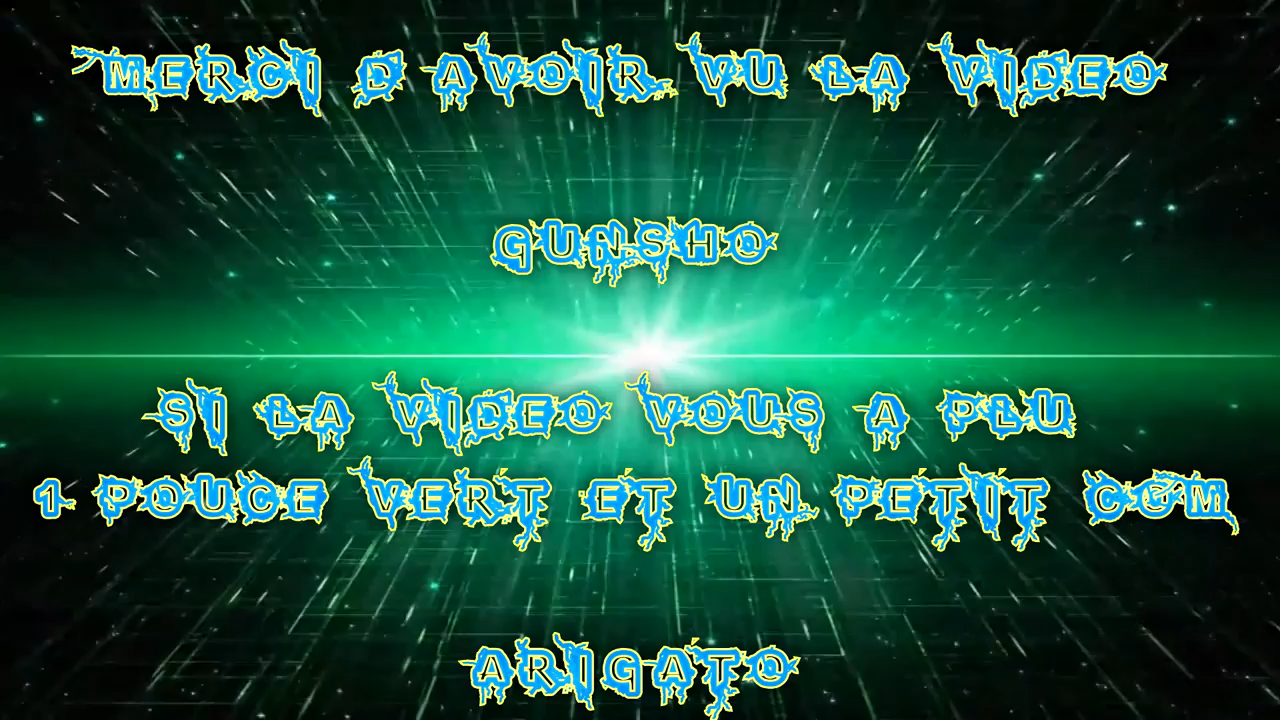 MERCI D AVOIR VU LA VIDEO
GUNSHO
SI LA VIDEO VOUS A PLU
1 POUCE VERT ET UN PETIT COM
ARIGATO